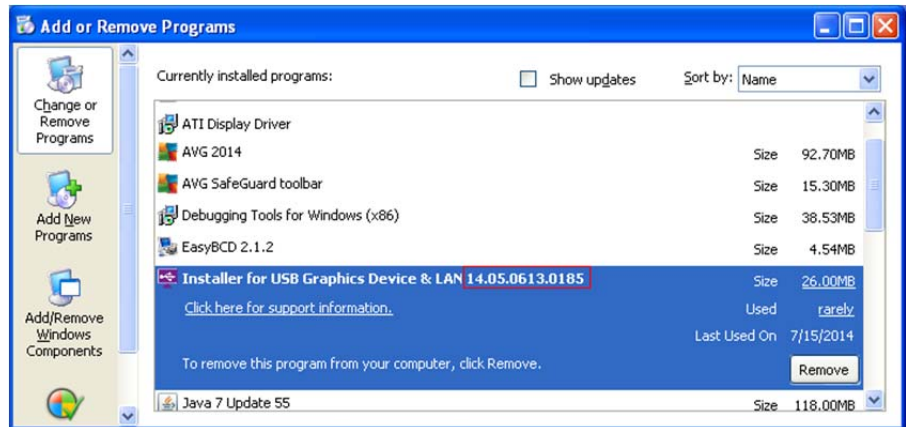 Add or Remove Programs
Change or
Remove
Programs
Add New
Programs
Add/Remove
Windows
Components
Currently installed programs:
Show updates
Sort by: Name
ATI Display Driver
AVG 2014 Size 92.70MB
AVG SafeGuard toolbar Size 15.30MB
Debugging Tools for Windows (x86) Size 38.53MB
EasyBCD 2.1.2 Size 4.54MB
Installer for USB Graphics Device & LAN 14.05.0613.0185 Size 26.00MB
Click here for support information. Used rarely
Last Used On 7/15/2014
To remove this program from your computer, click Remove. Remove
Java 7 Update 55 Size 118.00MB